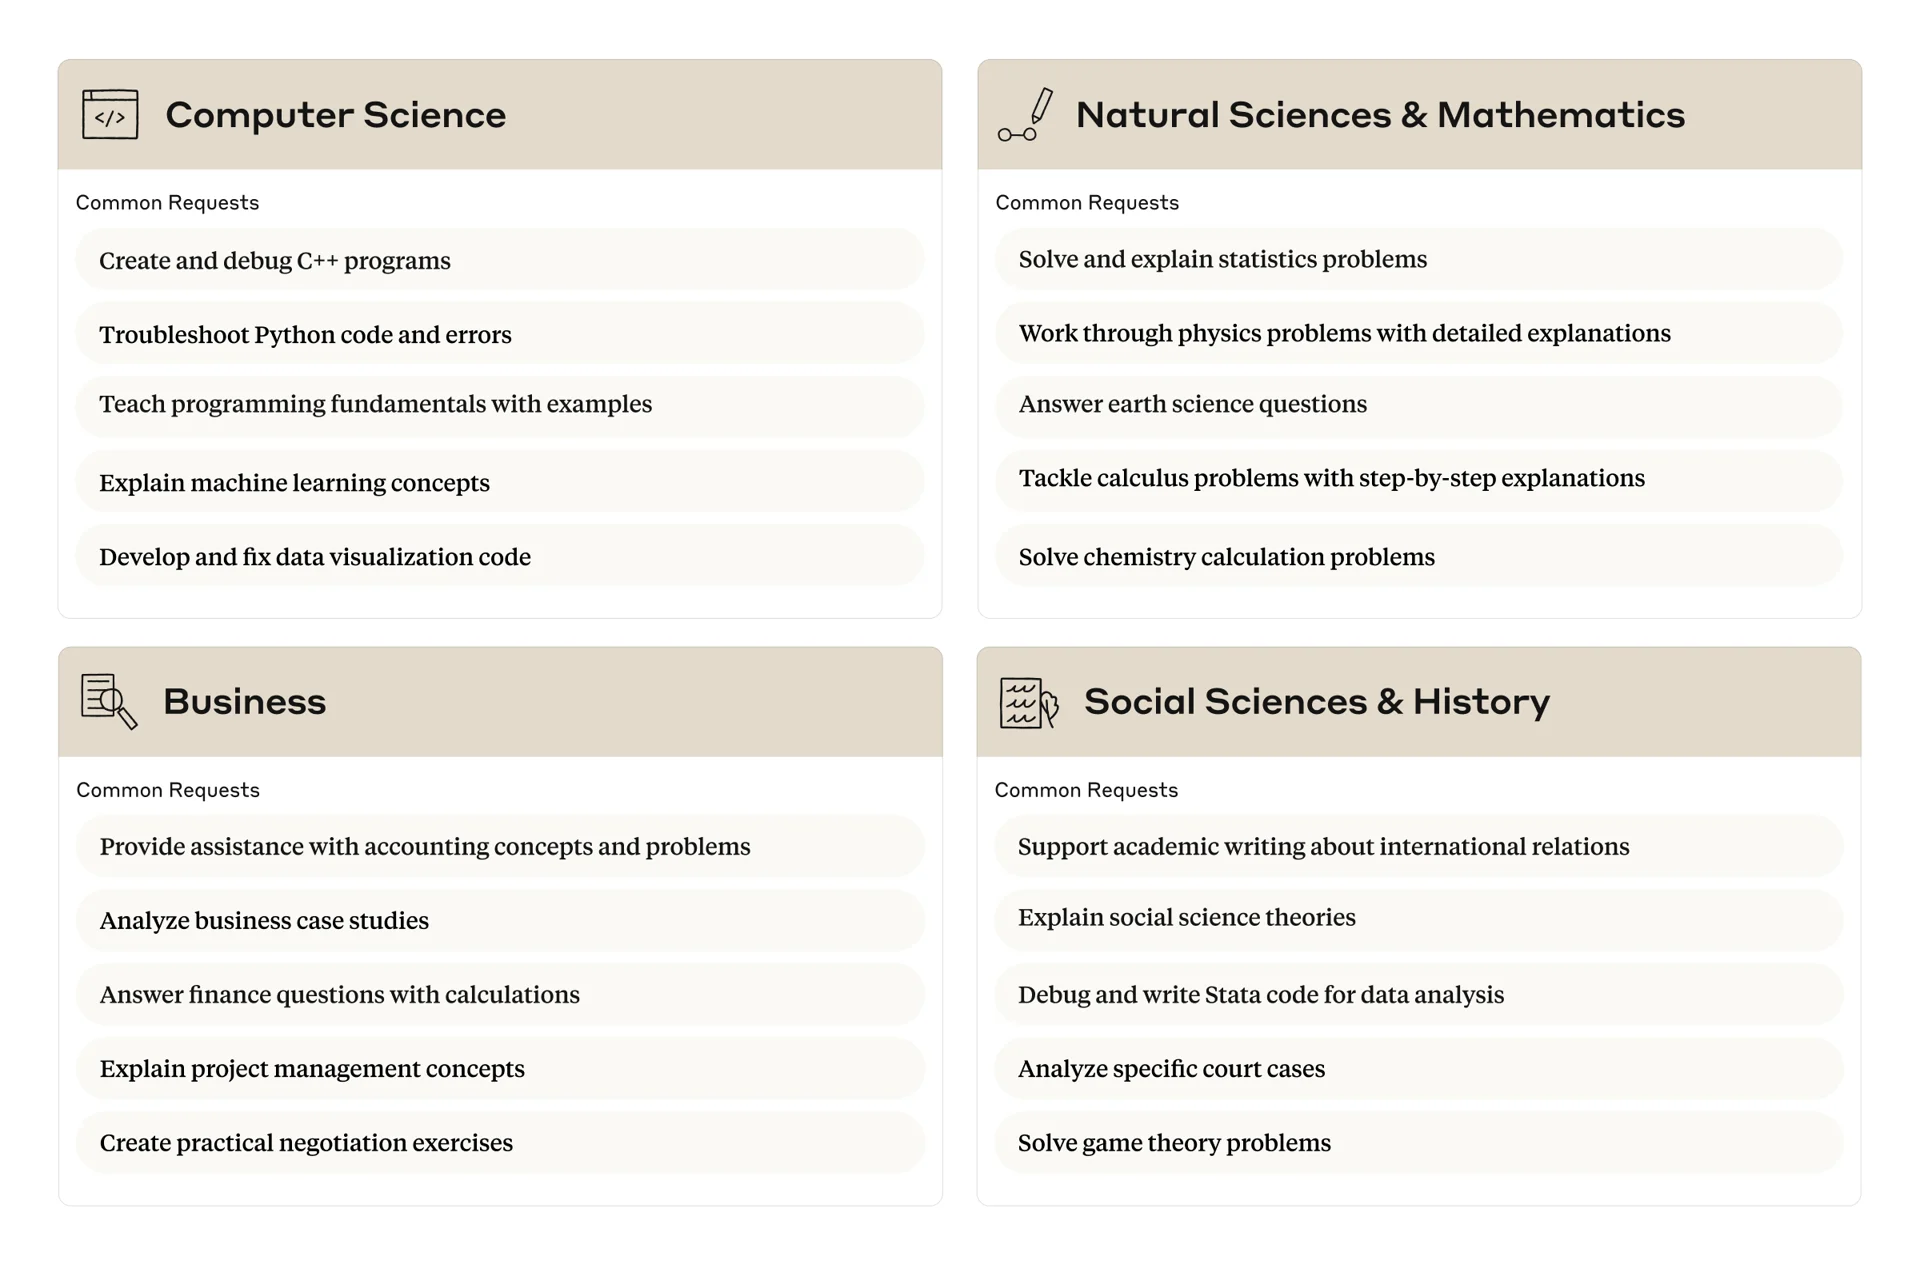 </> Computer Science
Common Requests
Create and debug C++ programs
Troubleshoot Python code and errors
Teach programming fundamentals with examples
Explain machine learning concepts
Develop and fix data visualization code
Natural Sciences & Mathematics
Common Requests
Solve and explain statistics problems
Work through physics problems with detailed explanations
Answer earth science questions
Tackle calculus problems with step-by-step explanations
Solve chemistry calculation problems
Business
Common Requests
Provide assistance with accounting concepts and problems
Analyze business case studies
Answer finance questions with calculations
Explain project management concepts
Create practical negotiation exercises
Social Sciences & History
Common Requests
Support academic writing about international relations
Explain social science theories
Debug and write Stata code for data analysis
Analyze specific court cases
Solve game theory problems